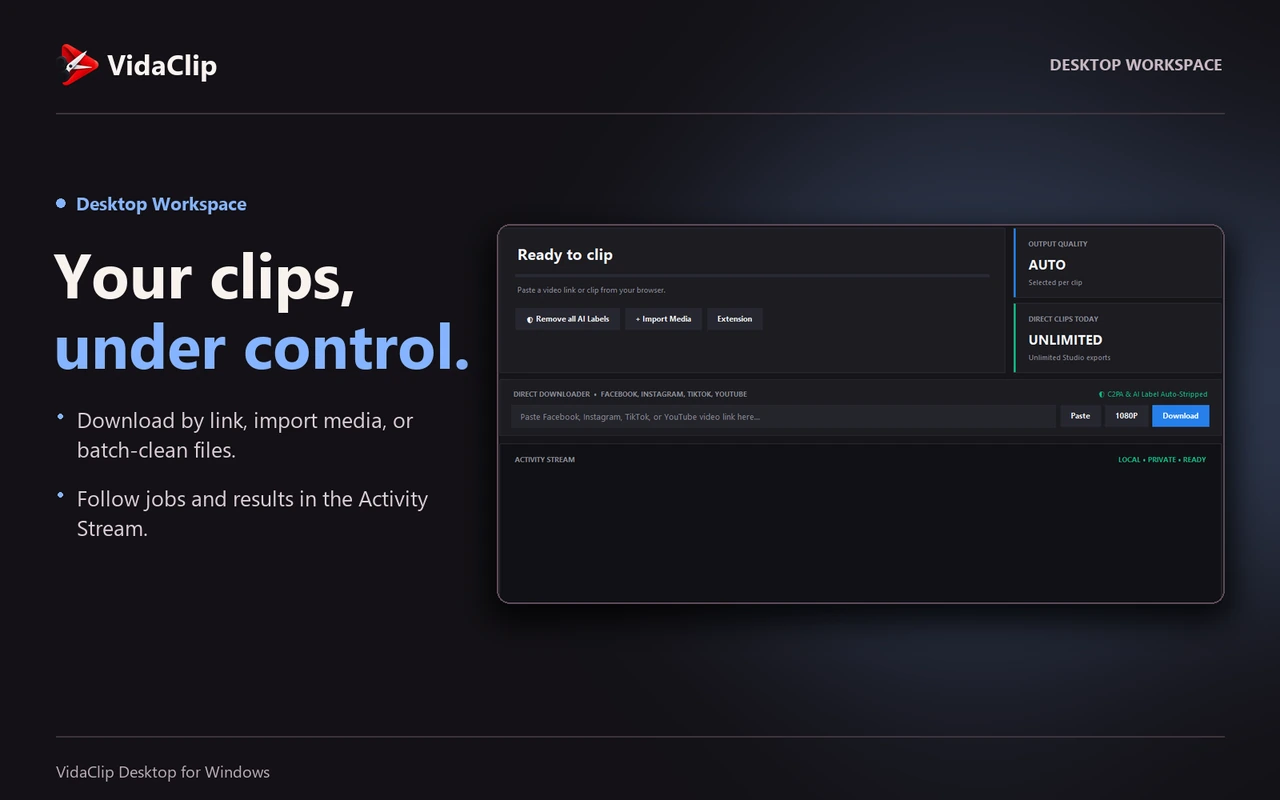 VidaClip
DESKTOP WORKSPACE
Desktop Workspace
Your clips,
under control.
• Download by link, import media, or
batch-clean files.
• Follow jobs and results in the Activity
Stream.
Ready to clip
Paste a video link or clip from your browser.
Remove all AI Labels
+ Import Media
Extension
OUTPUT QUALITY
AUTO
Selected per clip
DIRECT CLIPS TODAY
UNLIMITED
Unlimited Studio exports
DIRECT DOWNLOADER • FACEBOOK, INSTAGRAM, TIKTOK, YOUTUBE
C2PA & AI Label Auto-Stripped
Paste Facebook, Instagram, TikTok, or YouTube video link here...
Paste
1080P
Download
ACTIVITY STREAM
LOCAL • PRIVATE • READY
VidaClip Desktop for Windows